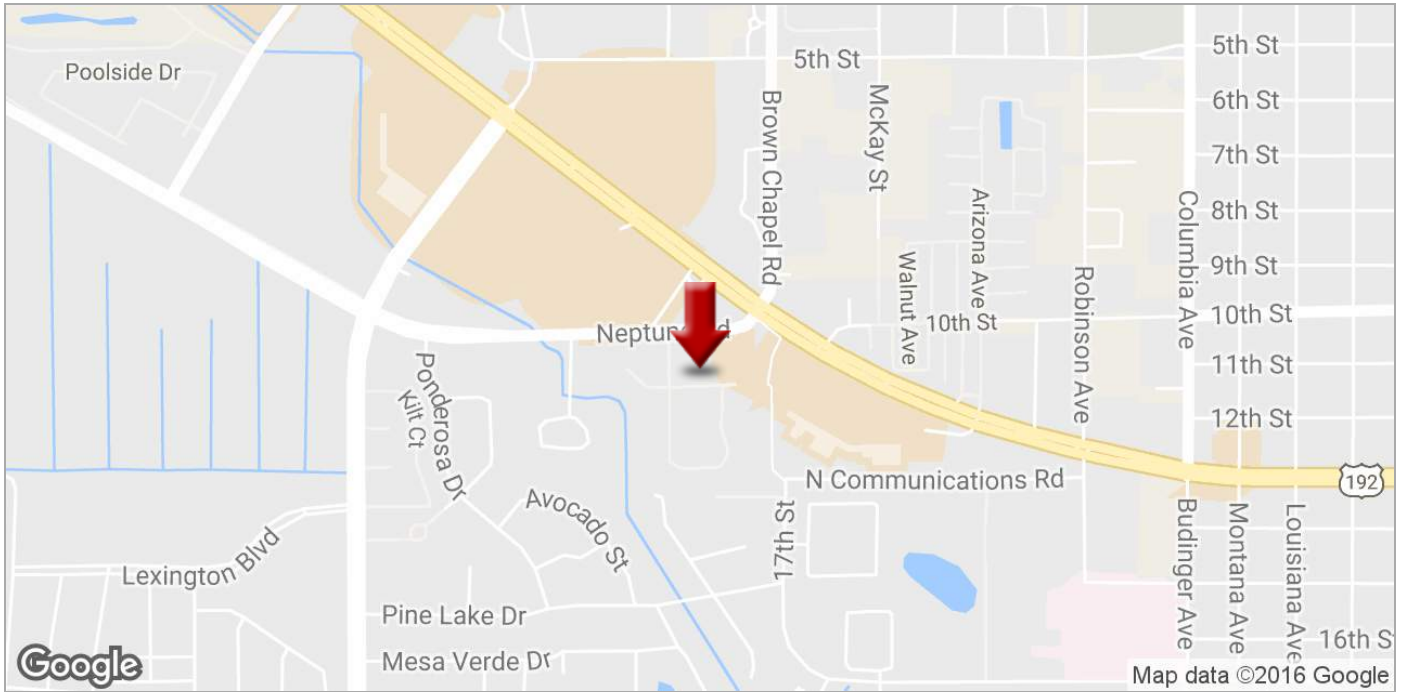 5th St
5th St
Poolside Dr
6th St
Brown Chapel Rd
McKay St
7th St
Arizona Ave
Columbia Ave
8th St
Walnut Ave
9th St
Robinson Ave
10th St
10th St
Neptun
11th St
Ponderosa Dr
Kilt Ct
12th St
N Communications Rd
192
Avocado St
17th St
Budinger Ave
Montana Ave
Louisiana Ave
Lexington Blvd
Pine Lake Dr
16th S
Mesa Verde Dr
Google
Map data ©2016 Google